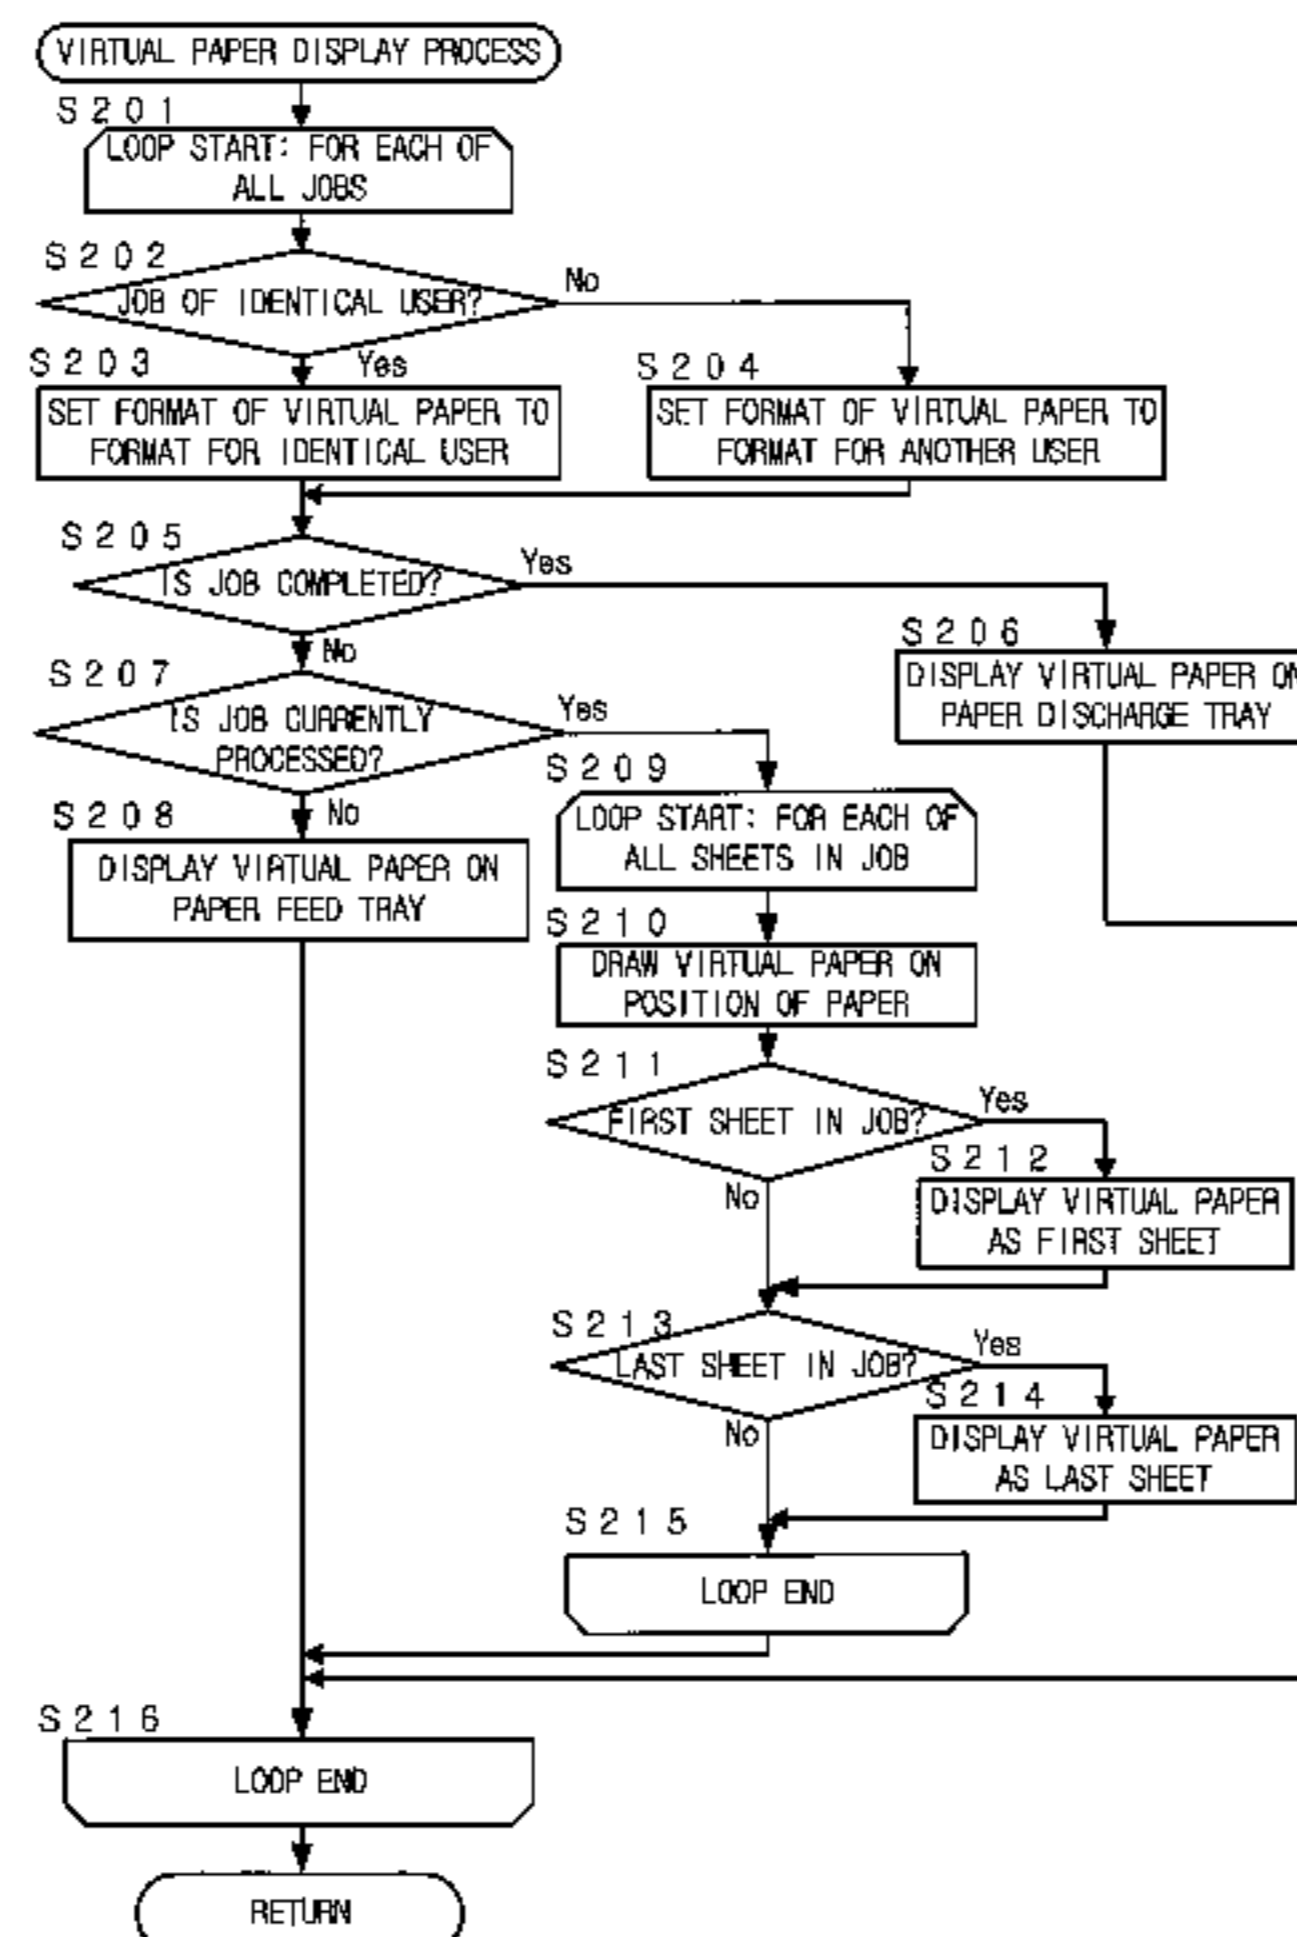 VIRTUAL PAPER DISPLAY PROCESS
S201
LOOP START: FOR EACH OF
ALL JOBS
S202
JOB OF IDENTICAL USER?
No
Yes
S203
SET FORMAT OF VIRTUAL PAPER TO
FORMAT FOR IDENTICAL USER
S204
SET FORMAT OF VIRTUAL PAPER TO
FORMAT FOR ANOTHER USER
S205
IS JOB COMPLETED?
Yes
No
S206
DISPLAY VIRTUAL PAPER ON
PAPER DISCHARGE TRAY
S207
IS JOB CURRENTLY
PROCESSED?
Yes
No
S208
DISPLAY VIRTUAL PAPER ON
PAPER FEED TRAY
S209
LOOP START: FOR EACH OF
ALL SHEETS IN JOB
S210
DRAW VIRTUAL PAPER ON
POSITION OF PAPER
S211
FIRST SHEET IN JOB?
Yes
No
S212
DISPLAY VIRTUAL PAPER
AS FIRST SHEET
S213
LAST SHEET IN JOB?
Yes
No
S214
DISPLAY VIRTUAL PAPER
AS LAST SHEET
S215
LOOP END
S216
LOOP END
RETURN